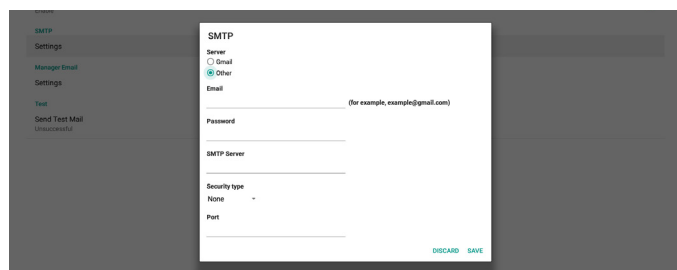 Enable
SMTP
Settings
Manager Email
Settings
Test
Send Test Mail
Unsuccessful
SMTP
Server
Gmail
Other
Email
(for example, example@gmail.com)
Password
SMTP Server
Security type
None
Port
DISCARD SAVE